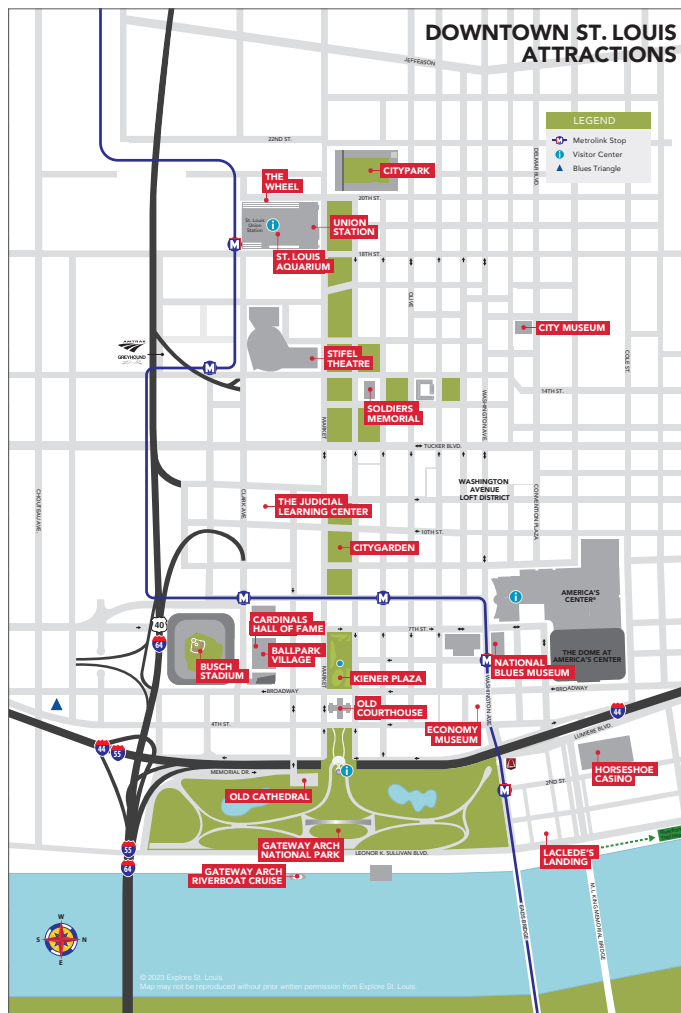 DOWNTOWN ST. LOUIS
ATTRACTIONS
JEFFERSON
LEGEND
M Metrolink Stop
i Visitor Center
Blues Triangle
22ND ST.
DELMAR BLVD.
CITYPARK
THE
WHEEL
20TH ST.
St. Louis
Union
Station
i
UNION
STATION
M
ST. LOUIS
AQUARIUM
18TH ST.
OLIVE
CITY MUSEUM
AMTRAK
GREYHOUND
STIFEL
THEATRE
COLE ST.
M
14TH ST.
SOLDIERS
MEMORIAL
WASHINGTON AVE
MARKET
TUCKER BLVD.
WASHINGTON
AVENUE
LOFT DISTRICT
CHOUTEAU AVE.
CLARK AVE.
THE JUDICIAL
LEARNING CENTER
CONVENTION PLAZA
10TH ST.
CITYGARDEN
AMERICA'S
CENTER®
i
M
M
40
64
CARDINALS
HALL OF FAME
7TH ST.
BALLPARK
VILLAGE
BUSCH
STADIUM
MARKET
KIENER PLAZA
M
NATIONAL
BLUES MUSEUM
THE DOME AT
AMERICA'S CENTER
BROADWAY
BROADWAY
WASHINGTON AVE.
OLD
COURTHOUSE
44
4TH ST.
ECONOMY
MUSEUM
LUMIERE BLVD.
44
55
MEMORIAL DR.
i
2ND ST.
HORSESHOE
CASINO
OLD CATHEDRAL
M
GATEWAY ARCH
NATIONAL PARK
LEONOR K. SULLIVAN BLVD.
LACLEDE'S
LANDING
55
64
GATEWAY ARCH
RIVERBOAT CRUISE
EADS BRIDGE
M.L. KING MEMORIAL BRIDGE
W
S
N
E
© 2023 Explore St. Louis
Map may not be reproduced without prior written permission from Explore St. Louis.